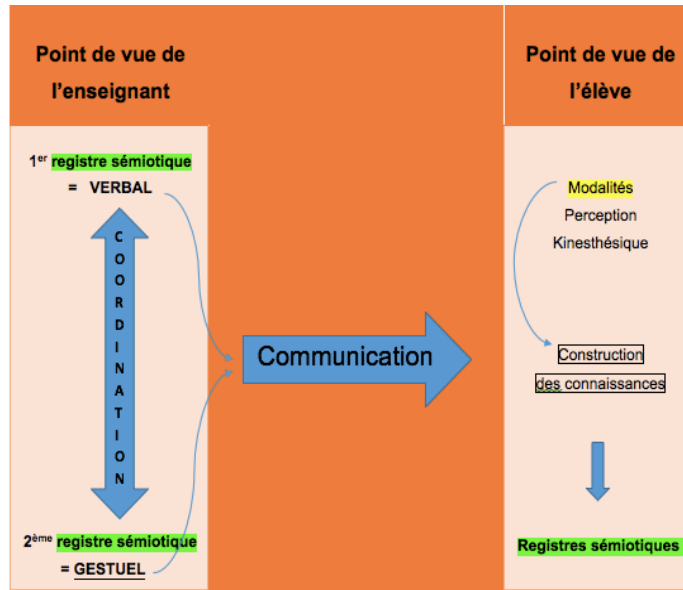 Point de vue de
l'enseignant
1er registre sémiotique
= VERBAL
COORDINATION
2ème registre sémiotique
= GESTUEL
Communication
Point de vue de
l'élève
Modalités
Perception
Kinesthésique
Construction
des connaissances
Registres sémiotiques